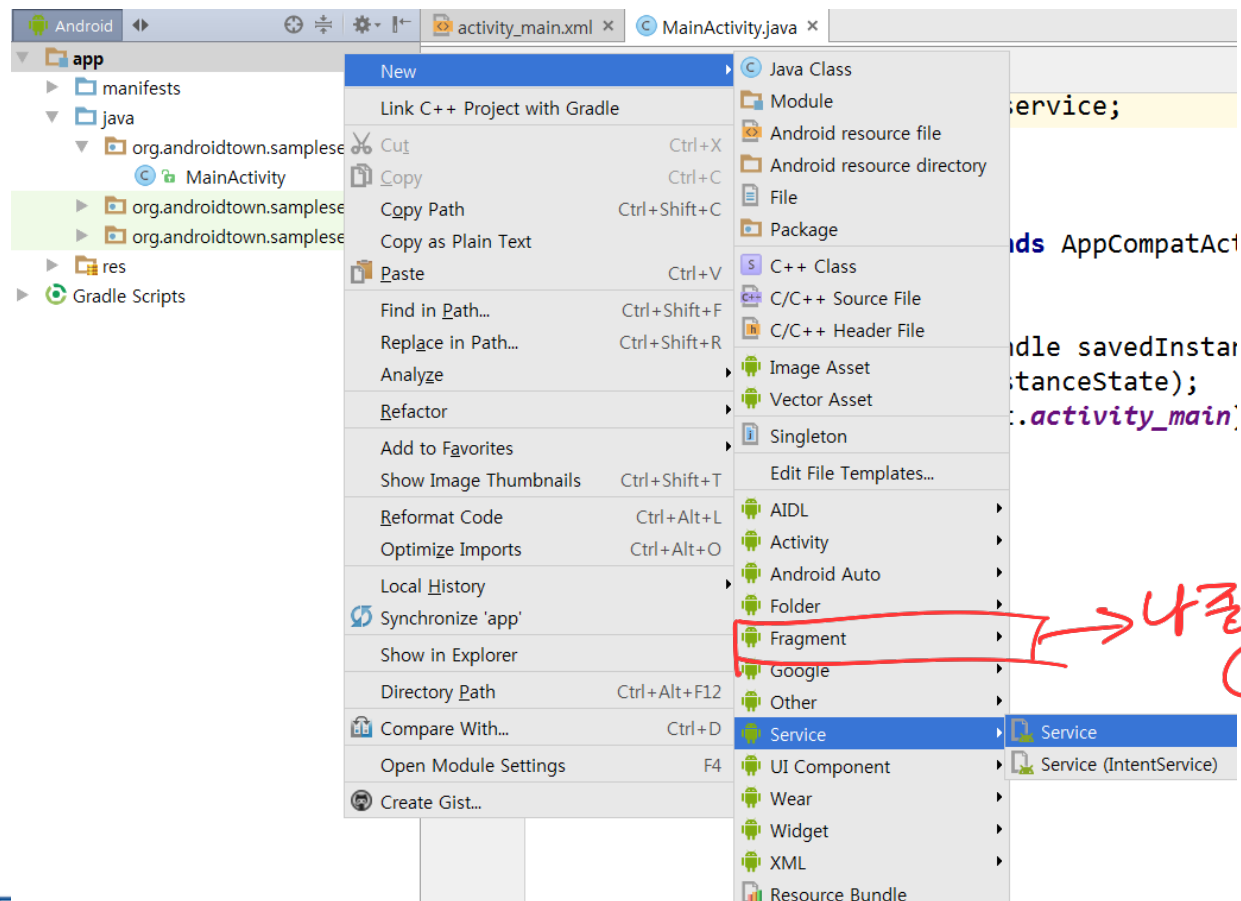 Android
activity_main.xml
MainActivity.java
app
manifests
java
org.androidtown.samplese
MainActivity
org.androidtown.samplese
org.androidtown.samplese
res
Gradle Scripts
New
Link C++ Project with Gradle
Cut Ctrl+X
Copy Ctrl+C
Copy Path Ctrl+Shift+C
Copy as Plain Text
Paste Ctrl+V
Find in Path... Ctrl+Shift+F
Replace in Path... Ctrl+Shift+R
Analyze
Refactor
Add to Favorites
Show Image Thumbnails Ctrl+Shift+T
Reformat Code Ctrl+Alt+L
Optimize Imports Ctrl+Alt+O
Local History
Synchronize 'app'
Show in Explorer
Directory Path Ctrl+Alt+F12
Compare With... Ctrl+D
Open Module Settings F4
Create Gist...
Java Class
Module
Android resource file
Android resource directory
File
Package
C++ Class
C/C++ Source File
C/C++ Header File
Image Asset
Vector Asset
Singleton
Edit File Templates...
AIDL
Activity
Android Auto
Folder
Fragment
Google
Other
Service
UI Component
Wear
Widget
XML
Resource Bundle
Service
Service (IntentService)
ervice;
nds AppCompatAct
ndle savedInstan
stanceState);
.activity_main)
나중